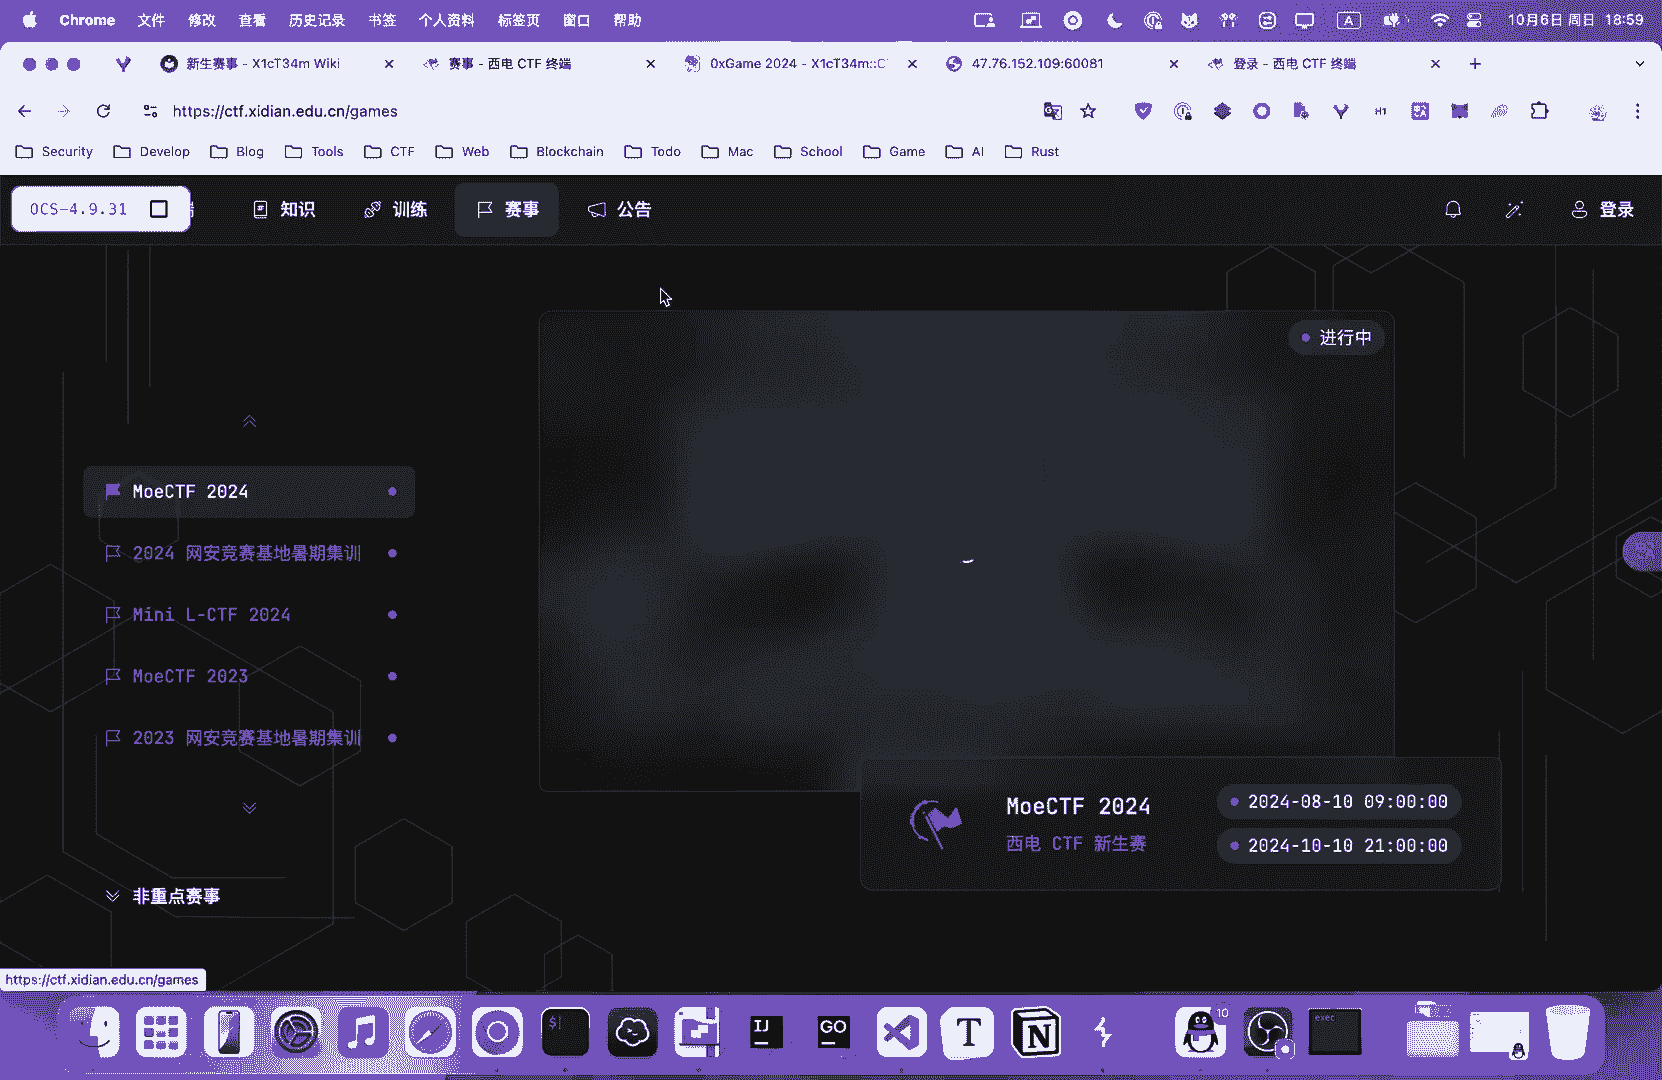 Chrome 文件 修改 查看 历史记录 书签 个人资料 标签页 窗口 帮助 A 10月6日 周日 18:59
新生赛事 - X1cT34m Wiki 赛事 - 西电 CTF 终端 0xGame 2024 - X1cT34m::C 47.76.152.109:60081 登录 - 西电 CTF 终端
https://ctf.xidian.edu.cn/games H1
Security Develop Blog Tools CTF Web Blockchain Todo Mac School Game AI Rust
OCS-4.9.31 知识 训练 赛事 公告 登录
进行中
MoeCTF 2024
2024 网安竞赛基地暑期集训
Mini L-CTF 2024
MoeCTF 2023
2023 网安竞赛基地暑期集训
非重点赛事
MoeCTF 2024
西电 CTF 新生赛
2024-08-10 09:00:00
2024-10-10 21:00:00
https://ctf.xidian.edu.cn/games
$ IJ GO T N 10 exec